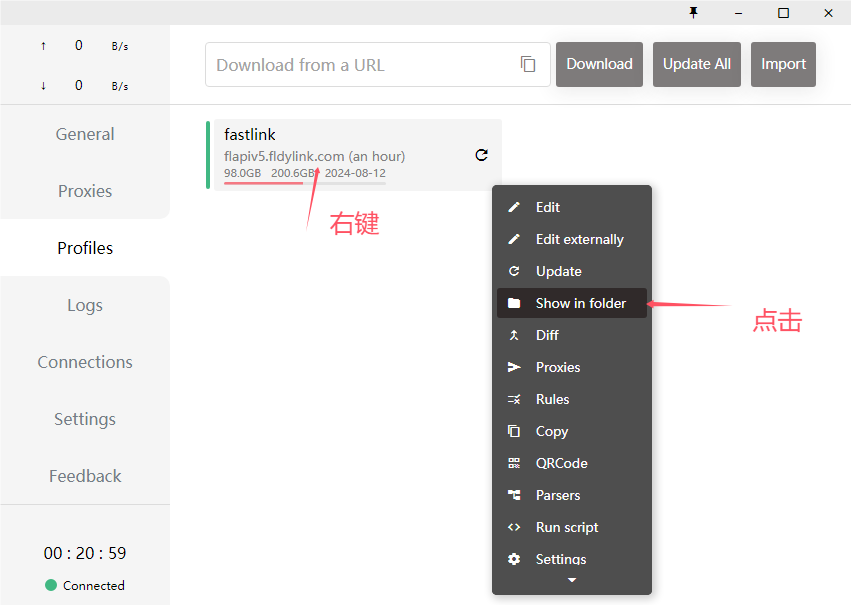 ↑ 0 B/s
↓ 0 B/s
General
Proxies
Profiles
Logs
Connections
Settings
Feedback
00 : 20 : 59
Connected
Download from a URL
Download
Update All
Import
fastlink
flapiv5.fldylink.com (an hour)
98.0GB 200.6GB 2024-08-12
右键
Edit
Edit externally
Update
Show in folder
Diff
Proxies
Rules
Copy
QRCode
Parsers
Run script
Settings
点击